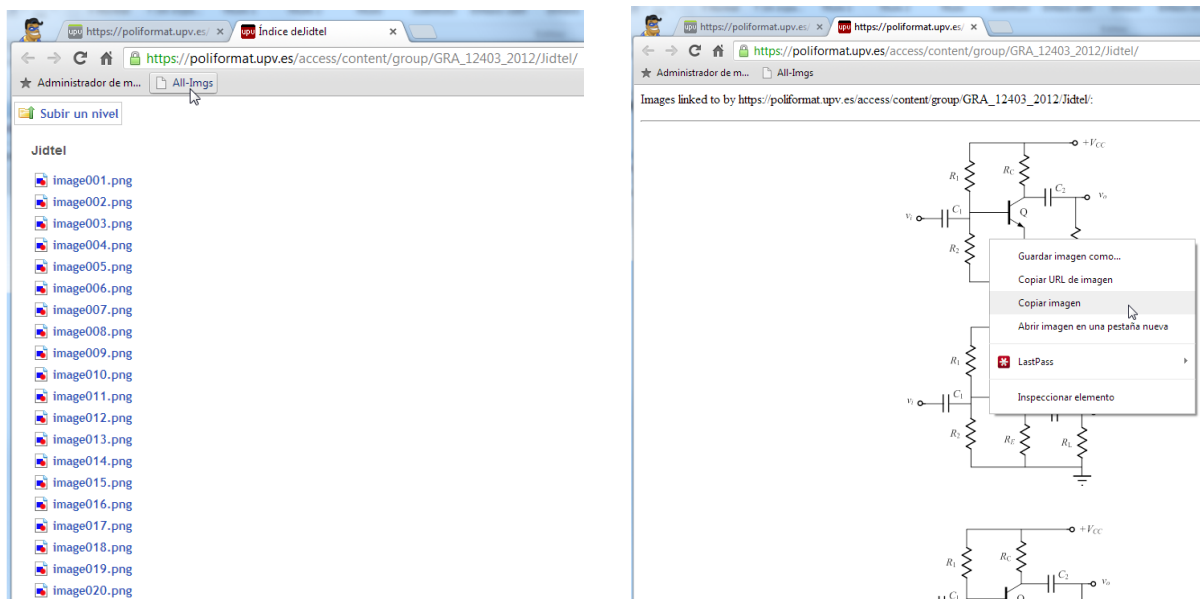 upv https://poliformat.upv.es/ × upv Índice deJidtel ×
https://poliformat.upv.es/access/content/group/GRA_12403_2012/Jidtel/
Administrador de m... All-Imgs
Subir un nivel
Jidtel
image001.png
image002.png
image003.png
image004.png
image005.png
image006.png
image007.png
image008.png
image009.png
image010.png
image011.png
image012.png
image013.png
image014.png
image015.png
image016.png
image017.png
image018.png
image019.png
image020.png
upv https://poliformat.upv.es/ × upv https://poliformat.upv.es/ ×
https://poliformat.upv.es/access/content/group/GRA_12403_2012/Jidtel/
Administrador de m... All-Imgs
Images linked to by https://poliformat.upv.es/access/content/group/GRA_12403_2012/Jidtel/:
+VCC
R1 RC
C2
vo
vi C1 Q
R2
Guardar imagen como...
Copiar URL de imagen
Copiar imagen
Abrir imagen en una pestaña nueva
LastPass
Inspeccionar elemento
R1
vi C1
R2 RE RL
+VCC
R1 RC
C2
vo
C1 Q